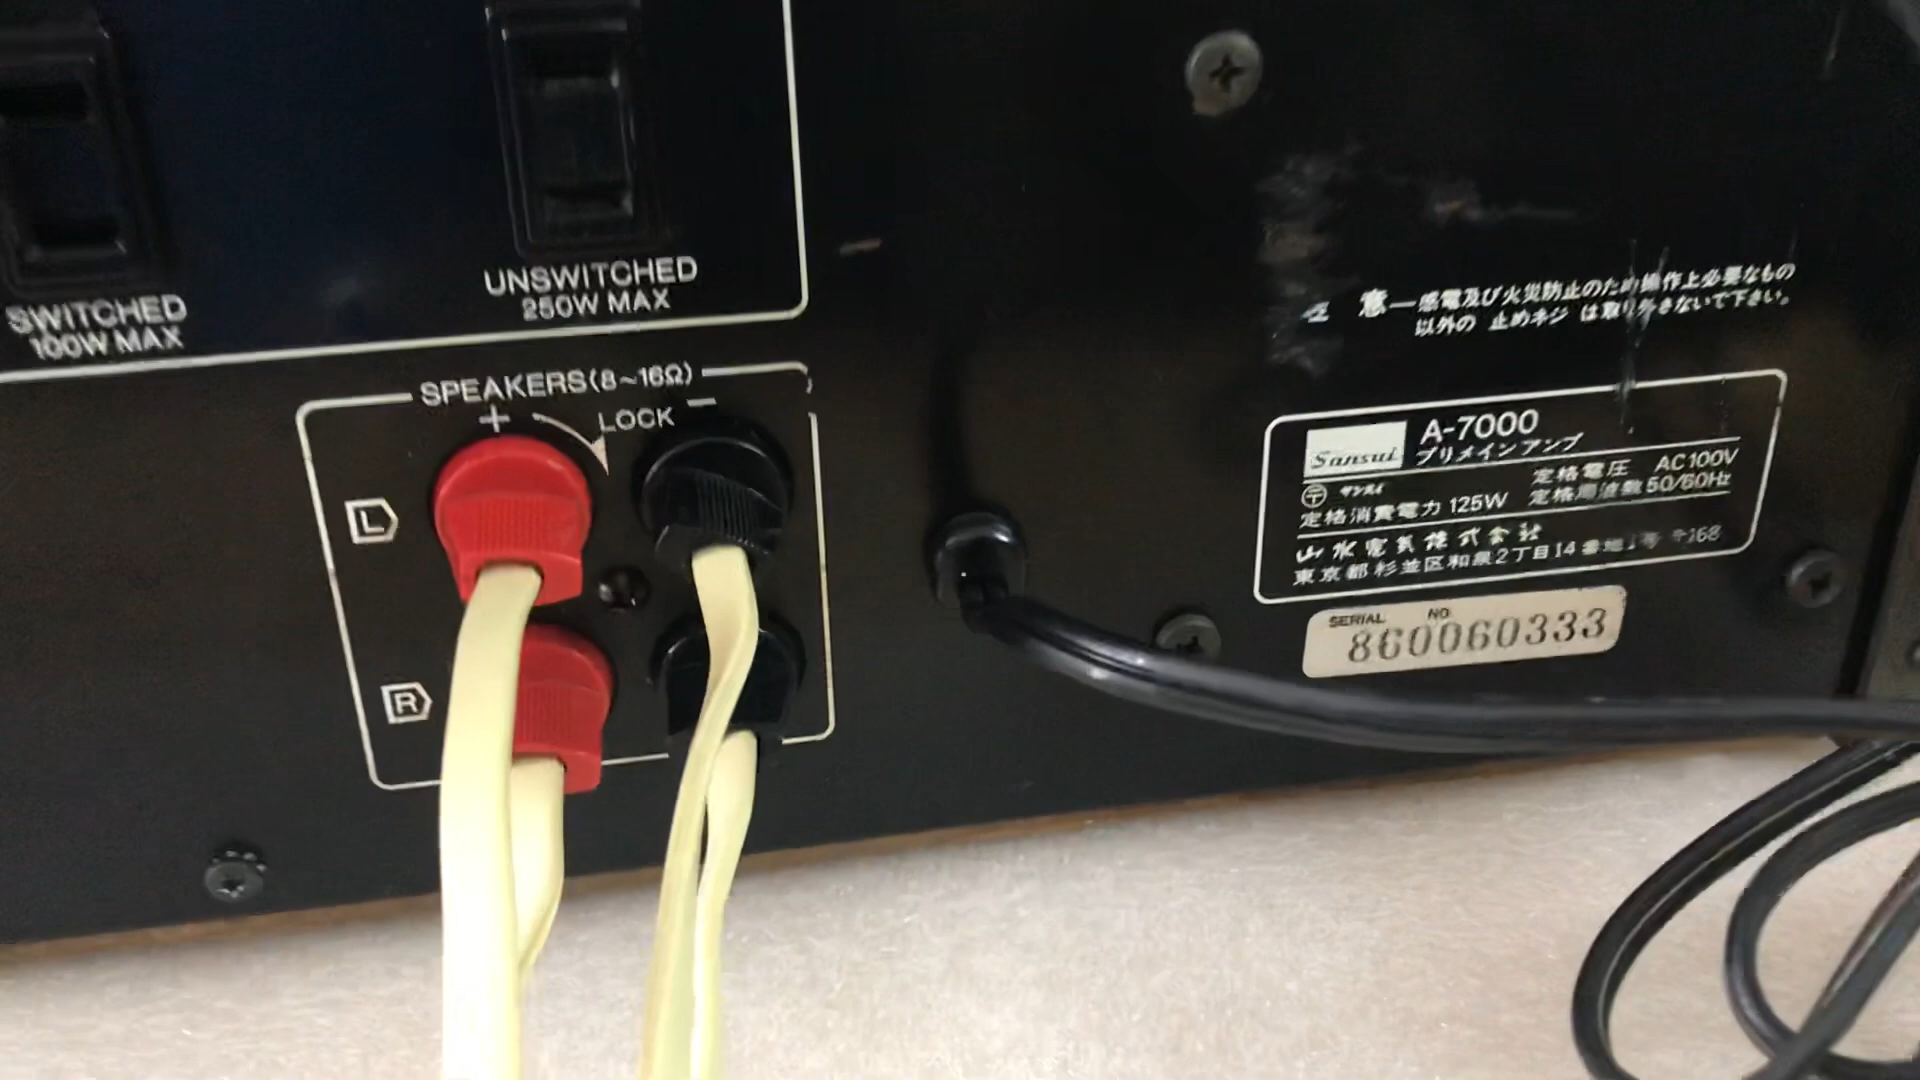 UNSWITCHED
250W MAX
SWITCHED
100W MAX
SPEAKERS(8~16Ω)
+ LOCK −
L
R
意―感電及び火災防止のため操作上必要なもの
以外の 止めネジ は取り外さないで下さい。
Sansui
A-7000
プリメインアンプ
〒 サンスイ
定格電圧 AC100V
定格消費電力 125W 定格周波数 50/60Hz
山水電気株式会社
東京都杉並区和泉2丁目14番地1号 〒168
SERIAL NO.
860060333